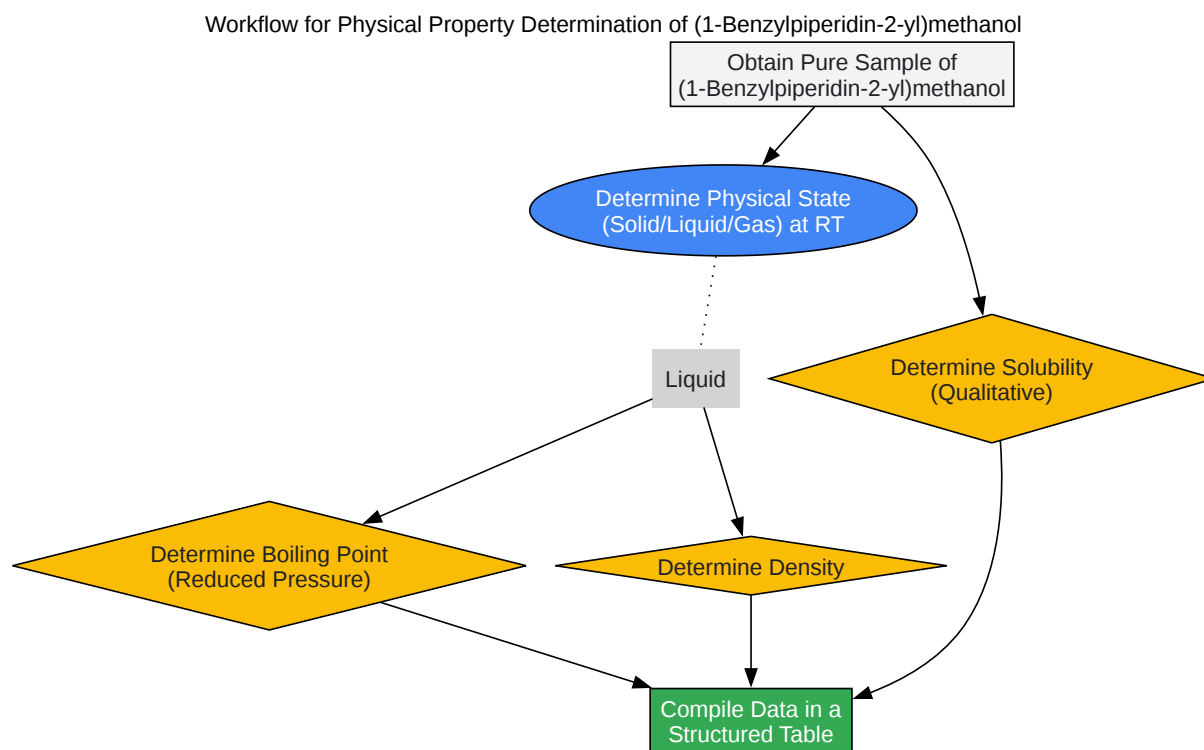 Workflow for Physical Property Determination of (1-Benzylpiperidin-2-yl)methanol
Obtain Pure Sample of
(1-Benzylpiperidin-2-yl)methanol
Determine Physical State
(Solid/Liquid/Gas) at RT
Liquid
Determine Solubility
(Qualitative)
Determine Boiling Point
(Reduced Pressure)
Determine Density
Compile Data in a
Structured Table